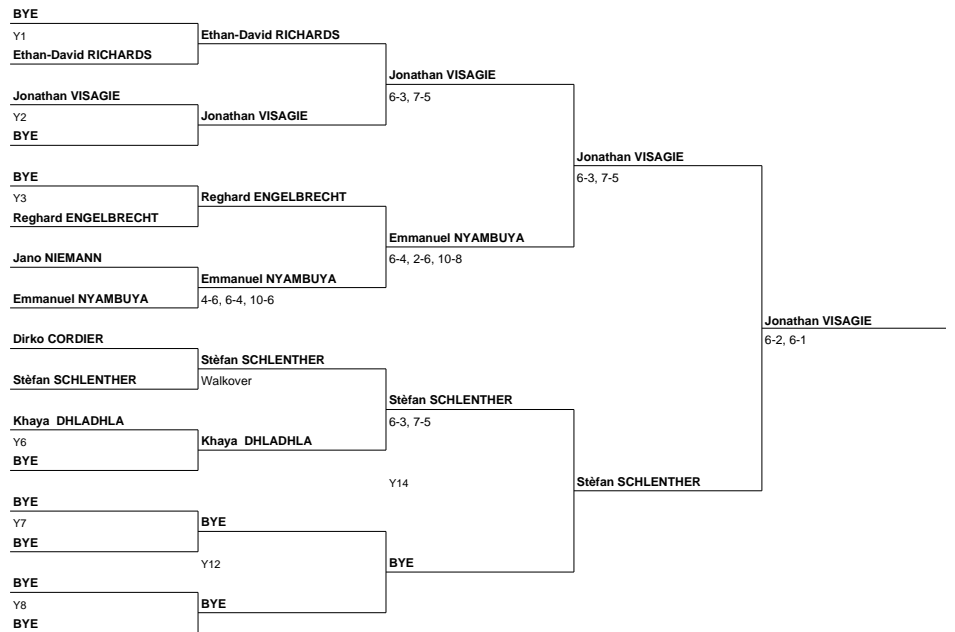 BYE
Y1
Ethan-David RICHARDS
Ethan-David RICHARDS
Jonathan VISAGIE
6-3, 7-5
Jonathan VISAGIE
Y2
Jonathan VISAGIE
BYE
Jonathan VISAGIE
6-3, 7-5
BYE
Y3
Reghard ENGELBRECHT
Reghard ENGELBRECHT
Emmanuel NYAMBUYA
6-4, 2-6, 10-8
Jano NIEMANN
Emmanuel NYAMBUYA
Emmanuel NYAMBUYA
4-6, 6-4, 10-6
Jonathan VISAGIE
6-2, 6-1
Dirko CORDIER
Stèfan SCHLENTHER
Stèfan SCHLENTHER
Walkover
Stèfan SCHLENTHER
6-3, 7-5
Khaya  DHLADHLA
Y6
Khaya  DHLADHLA
BYE
Y14
Stèfan SCHLENTHER
BYE
Y7
BYE
BYE
Y12
BYE
BYE
Y8
BYE
BYE